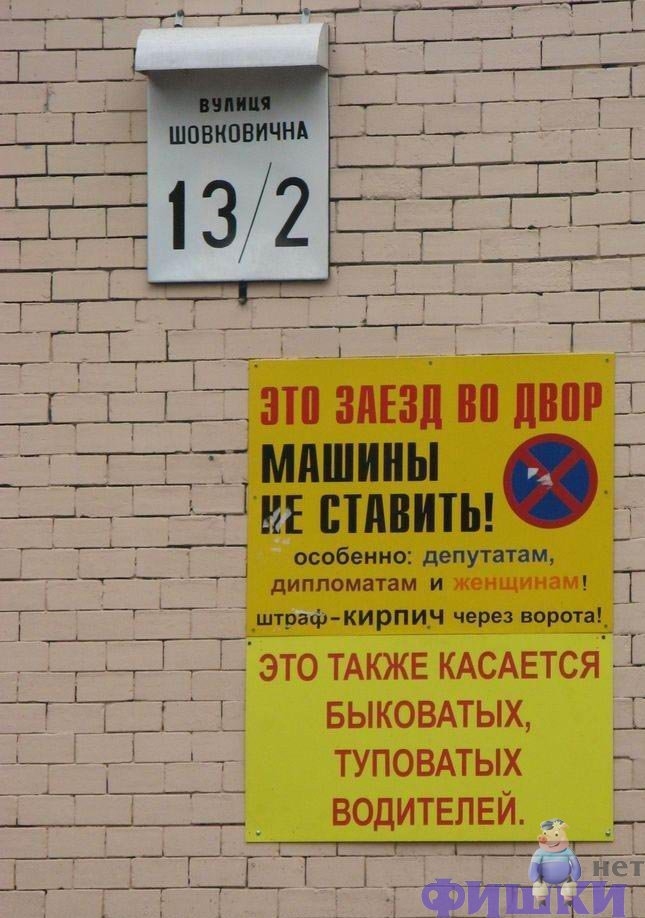 ВУЛИЦЯ
ШОВКОВИЧНА
13/2
ЭТО ЗАЕЗД ВО ДВОР
МАШИНЫ
НЕ СТАВИТЬ!
особенно: депутатам,
дипломатам и женщинам!
штраф-кирпич через ворота!
ЭТО ТАКЖЕ КАСАЕТСЯ
БЫКОВАТЫХ,
ТУПОВАТЫХ
ВОДИТЕЛЕЙ.
нет
ФИШКИ